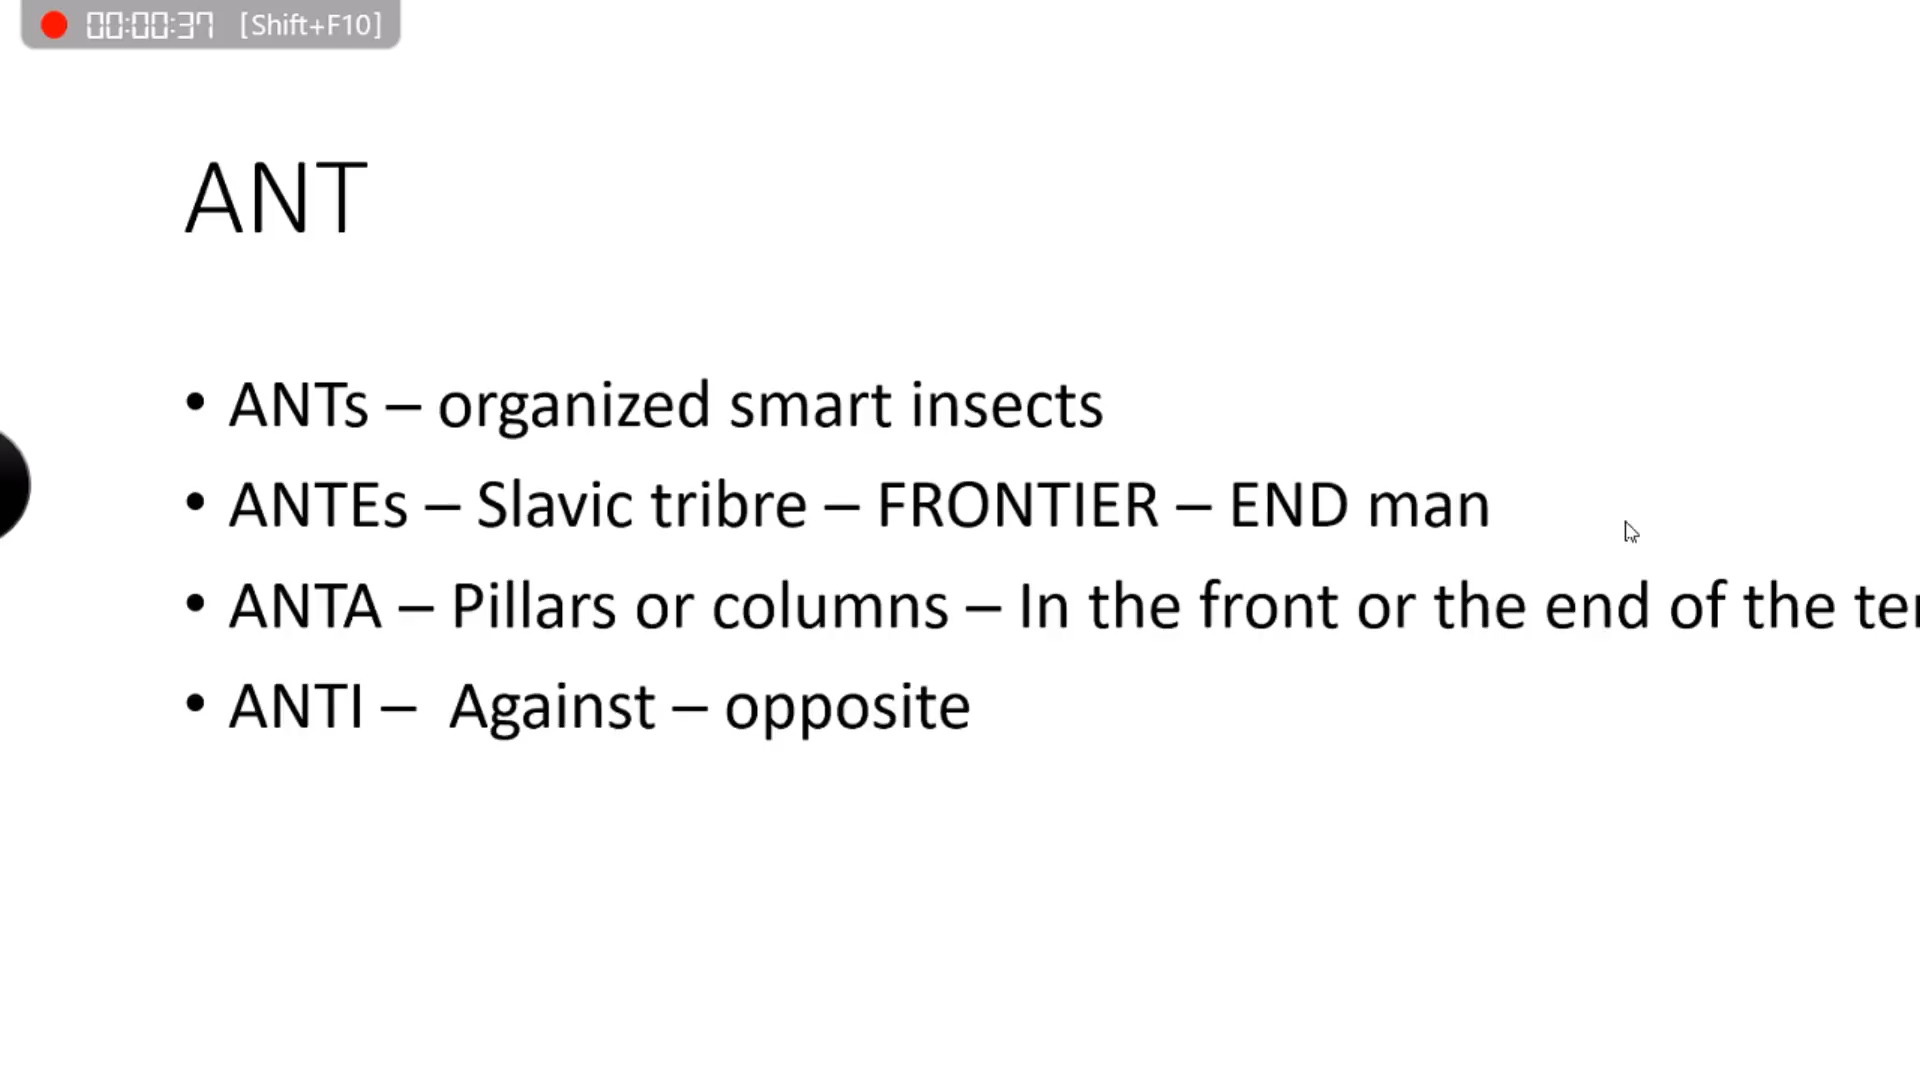 00:00:37 [Shift+F10]
ANT
• ANTs – organized smart insects
• ANTEs – Slavic tribre – FRONTIER – END man
• ANTA – Pillars or columns – In the front or the end of the
• ANTI –  Against – opposite